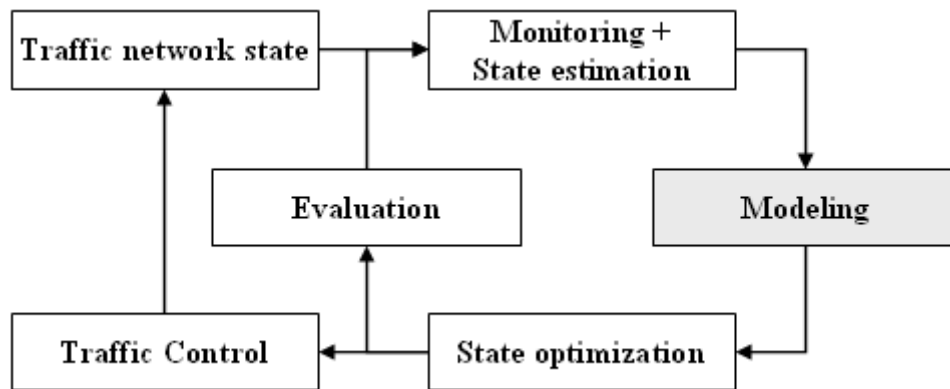 Traffic network state
Monitoring +
State estimation
Evaluation
Modeling
Traffic Control
State optimization